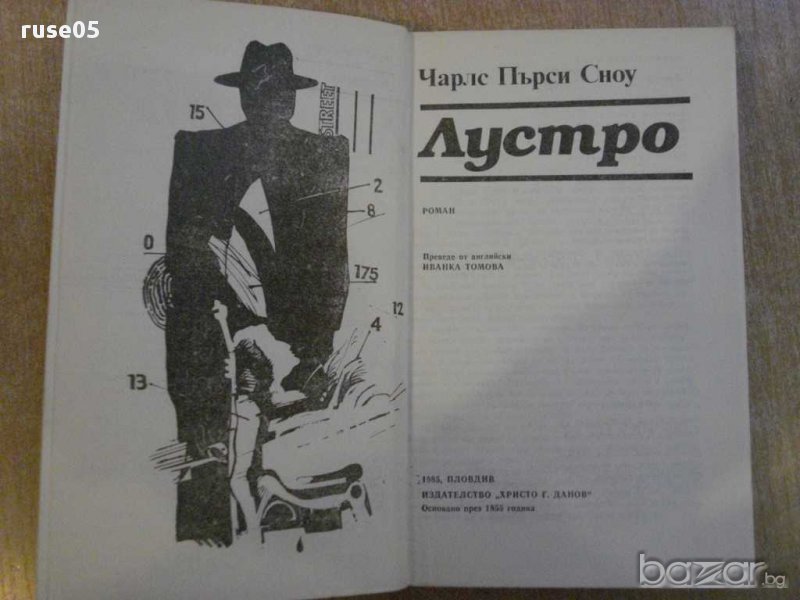 ruse05
STREET
15
2
8
0
175
12
4
13
Чарлс Пърси Сноу
Лустро
РОМАН
Преведе от английски
ИВАНКА ТОМОВА
1985, ПЛОВДИВ
ИЗДАТЕЛСТВО „ХРИСТО Г. ДАНОВ"
Основано през 1855 година
bazar.bg